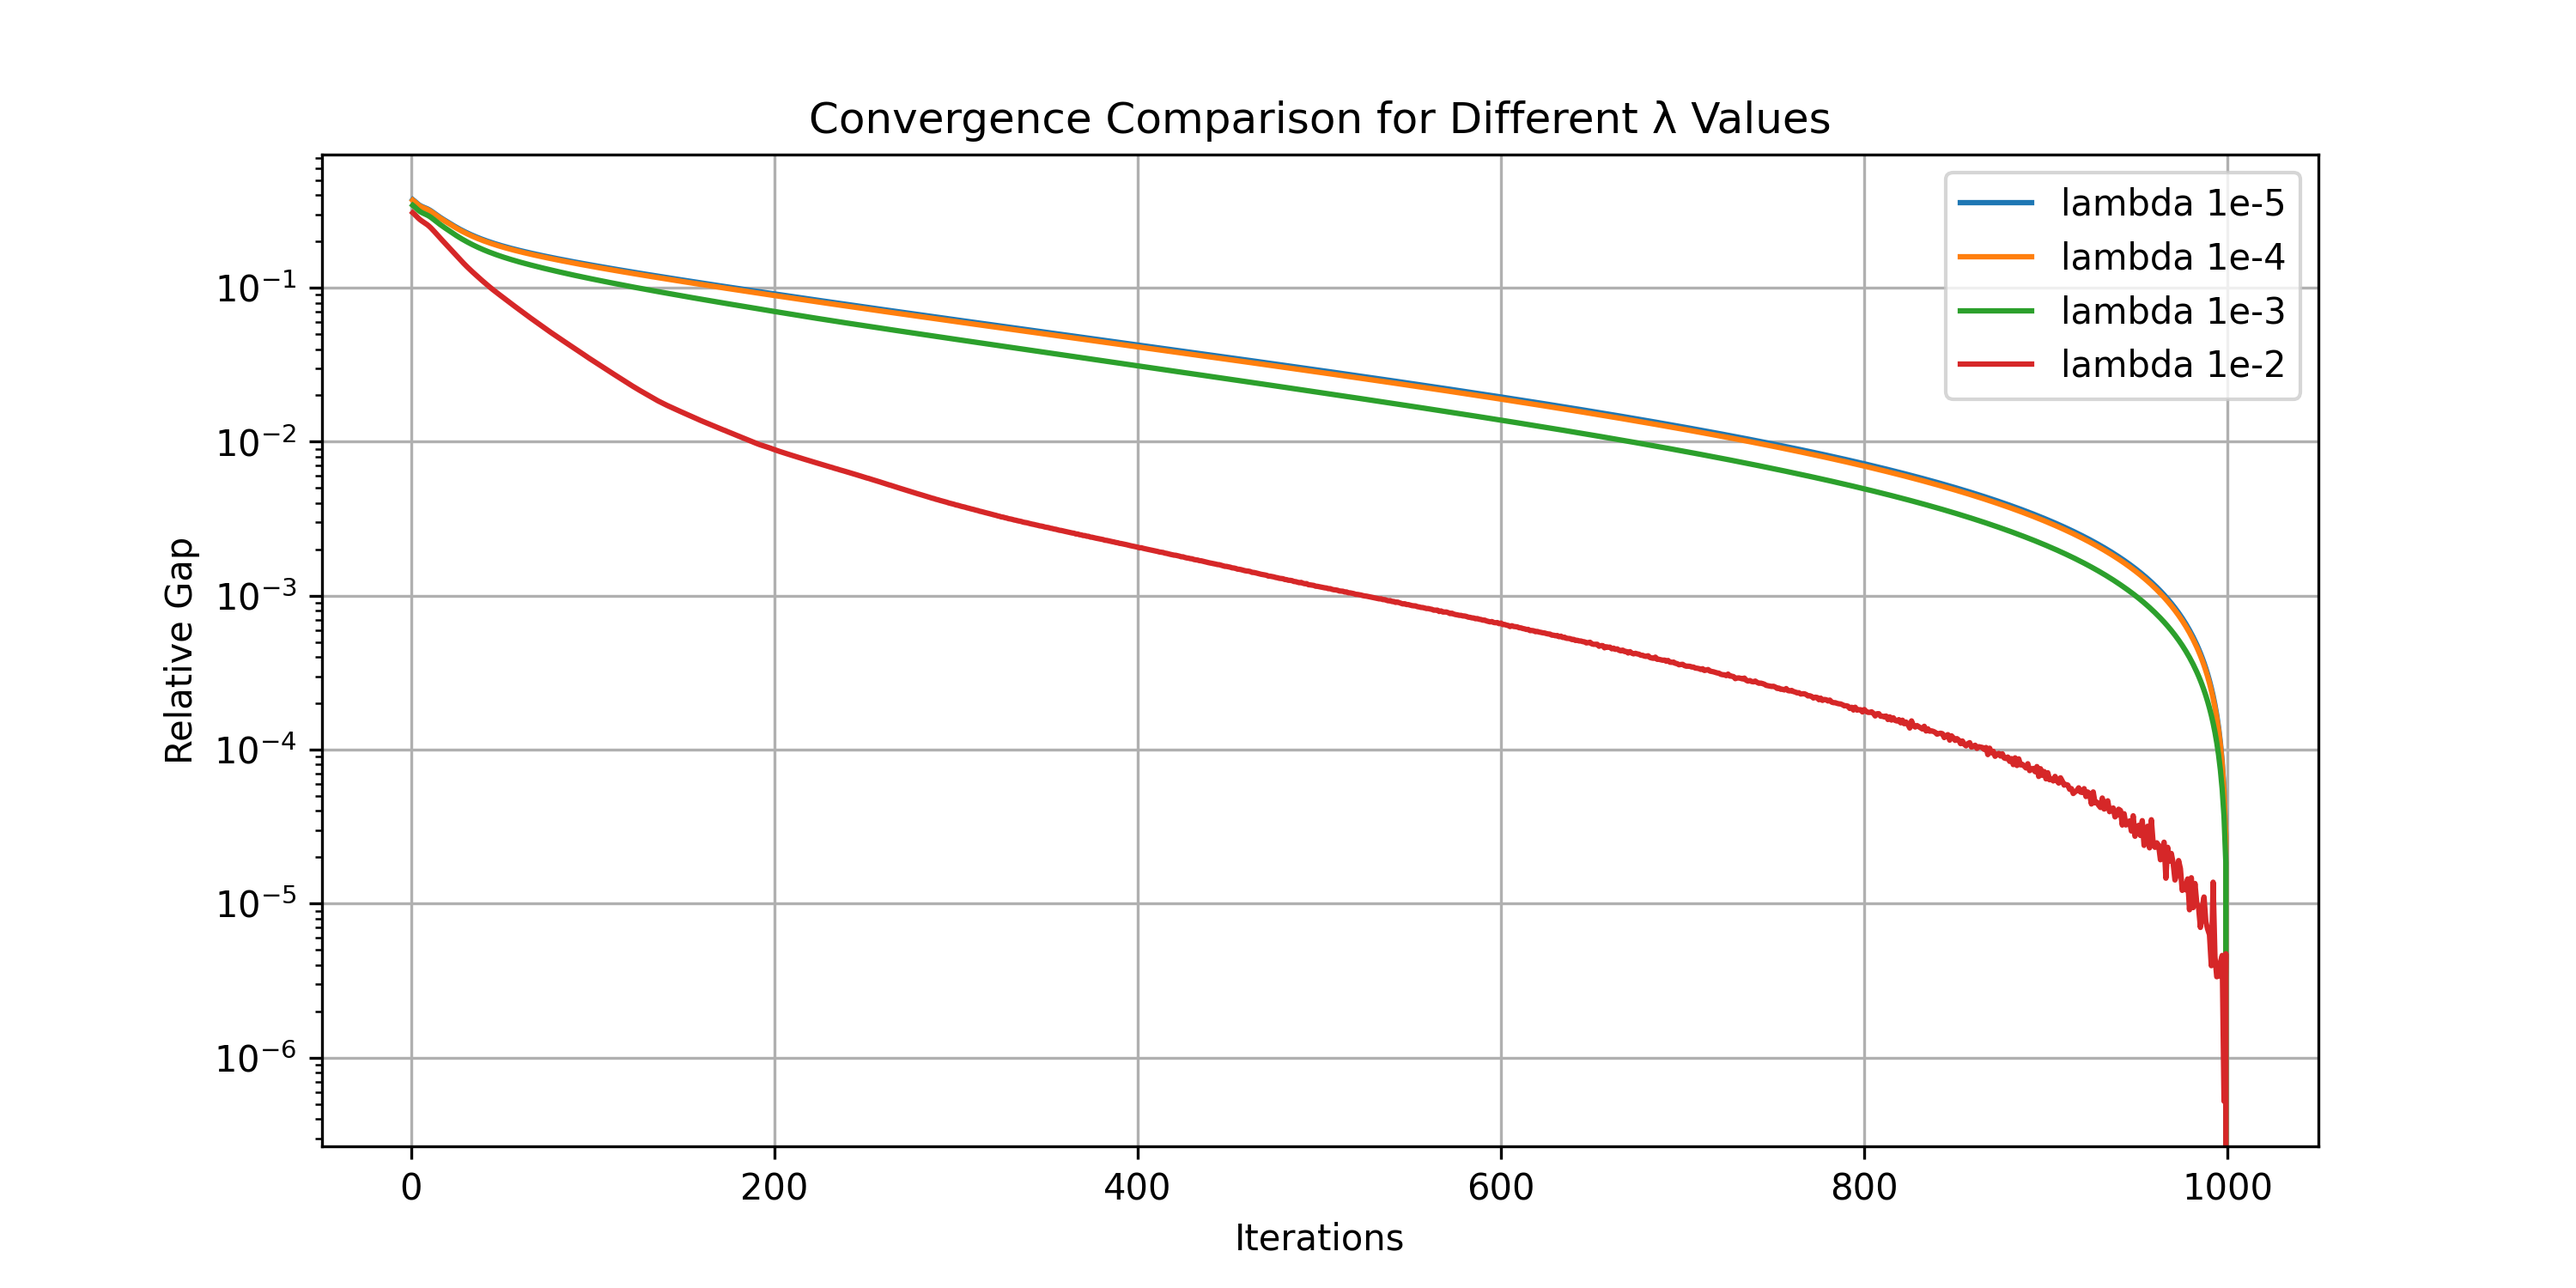 Convergence Comparison for Different λ Values
lambda 1e-5
lambda 1e-4
lambda 1e-3
lambda 1e-2
Relative Gap
10⁻¹
10⁻²
10⁻³
10⁻⁴
10⁻⁵
10⁻⁶
0 200 400 600 800 1000
Iterations